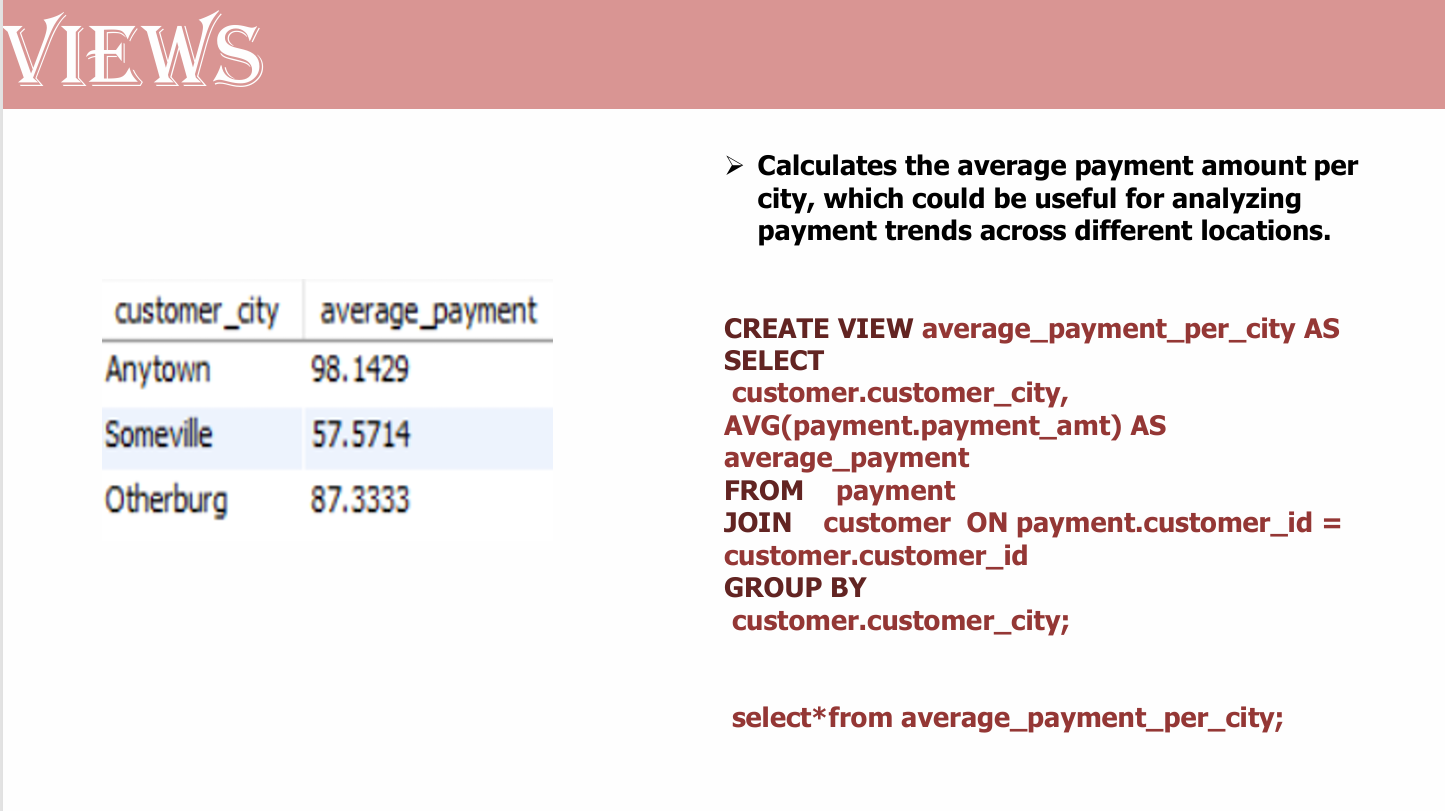 VIEWS
customer_city average_payment
Anytown 98.1429
Someville 57.5714
Otherburg 87.3333
➢ Calculates the average payment amount per
city, which could be useful for analyzing
payment trends across different locations.
CREATE VIEW average_payment_per_city AS
SELECT
customer.customer_city,
AVG(payment.payment_amt) AS
average_payment
FROM payment
JOIN customer ON payment.customer_id =
customer.customer_id
GROUP BY
customer.customer_city;
select*from average_payment_per_city;